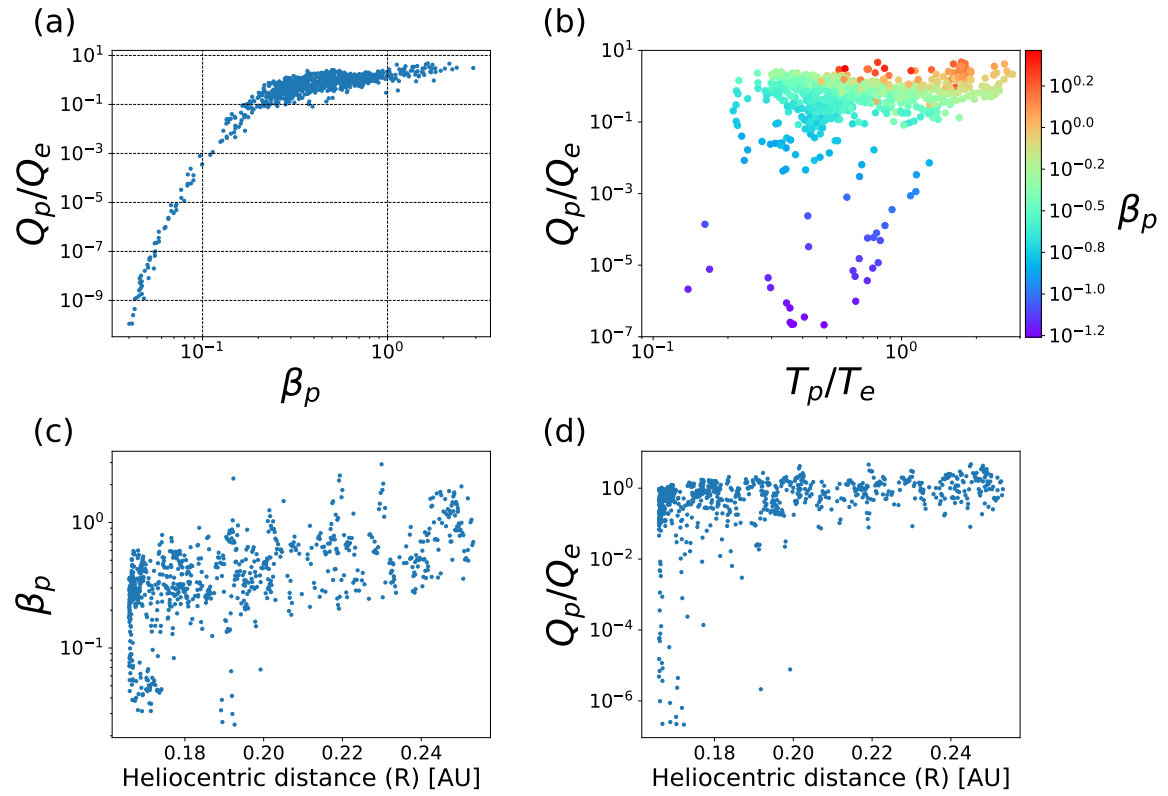 (a)
10^1
10^-1
10^-3
10^-5
10^-7
10^-9
Q_p/Q_e
10^-1
10^0
β_p
(b)
10^1
10^-1
10^-3
10^-5
10^-7
Q_p/Q_e
10^-1
10^0
T_p/T_e
10^0.2
10^0.0
10^-0.2
10^-0.5
10^-0.8
10^-1.0
10^-1.2
β_p
(c)
10^0
10^-1
β_p
0.18
0.20
0.22
0.24
Heliocentric distance (R) [AU]
(d)
10^0
10^-2
10^-4
10^-6
Q_p/Q_e
0.18
0.20
0.22
0.24
Heliocentric distance (R) [AU]